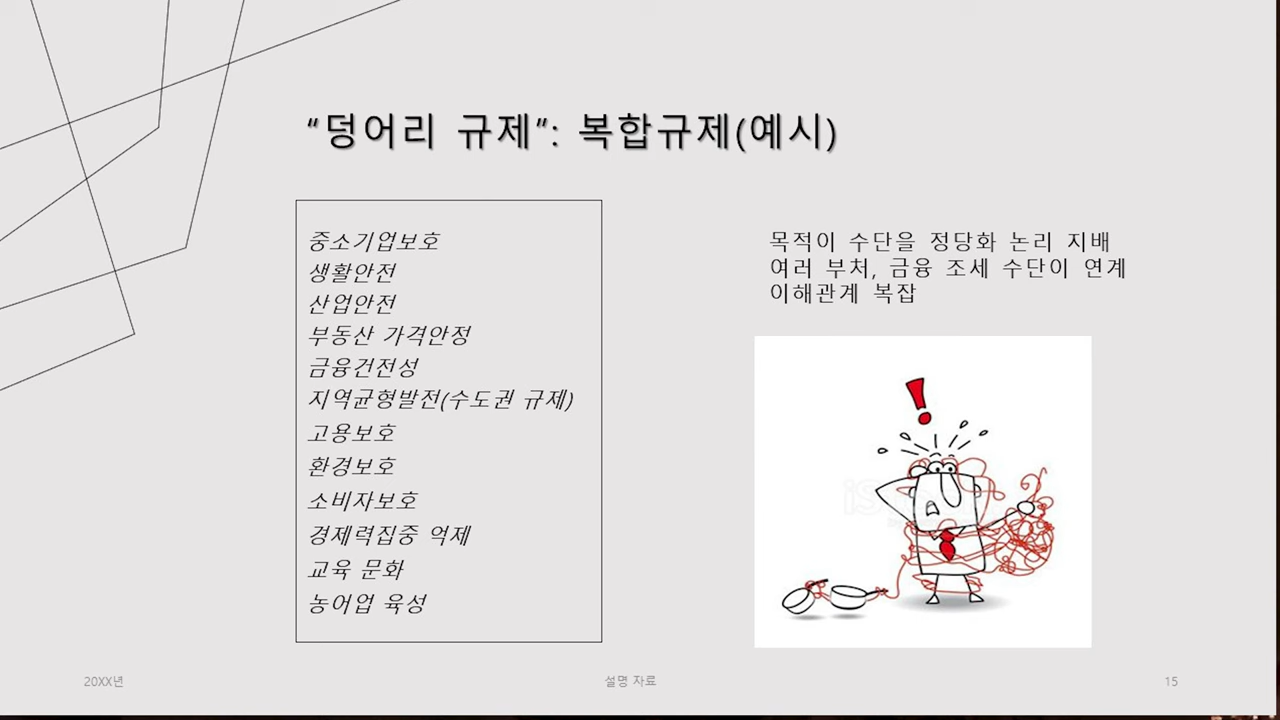 “덩어리 규제”: 복합규제(예시)
중소기업보호
생활안전
산업안전
부동산 가격안정
금융건전성
지역균형발전(수도권 규제)
고용보호
환경보호
소비자보호
경제력집중 억제
교육 문화
농어업 육성
목적이 수단을 정당화 논리 지배
여러 부처, 금융 조세 수단이 연계
이해관계 복잡
!
20XX년
설명 자료
15